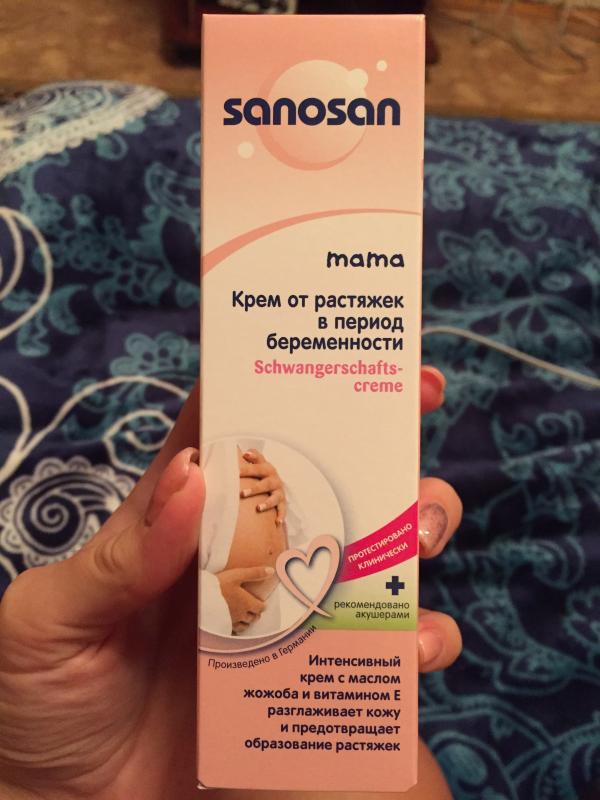 sanosan
mama
Крем от растяжек
в период
беременности
Schwangerschafts-
creme
ПРОТЕСТИРОВАНО
КЛИНИЧЕСКИ
рекомендовано
акушерами
Произведено в Германии
Интенсивный
крем с маслом
жожоба и витамином Е
разглаживает кожу
и предотвращает
образование растяжек